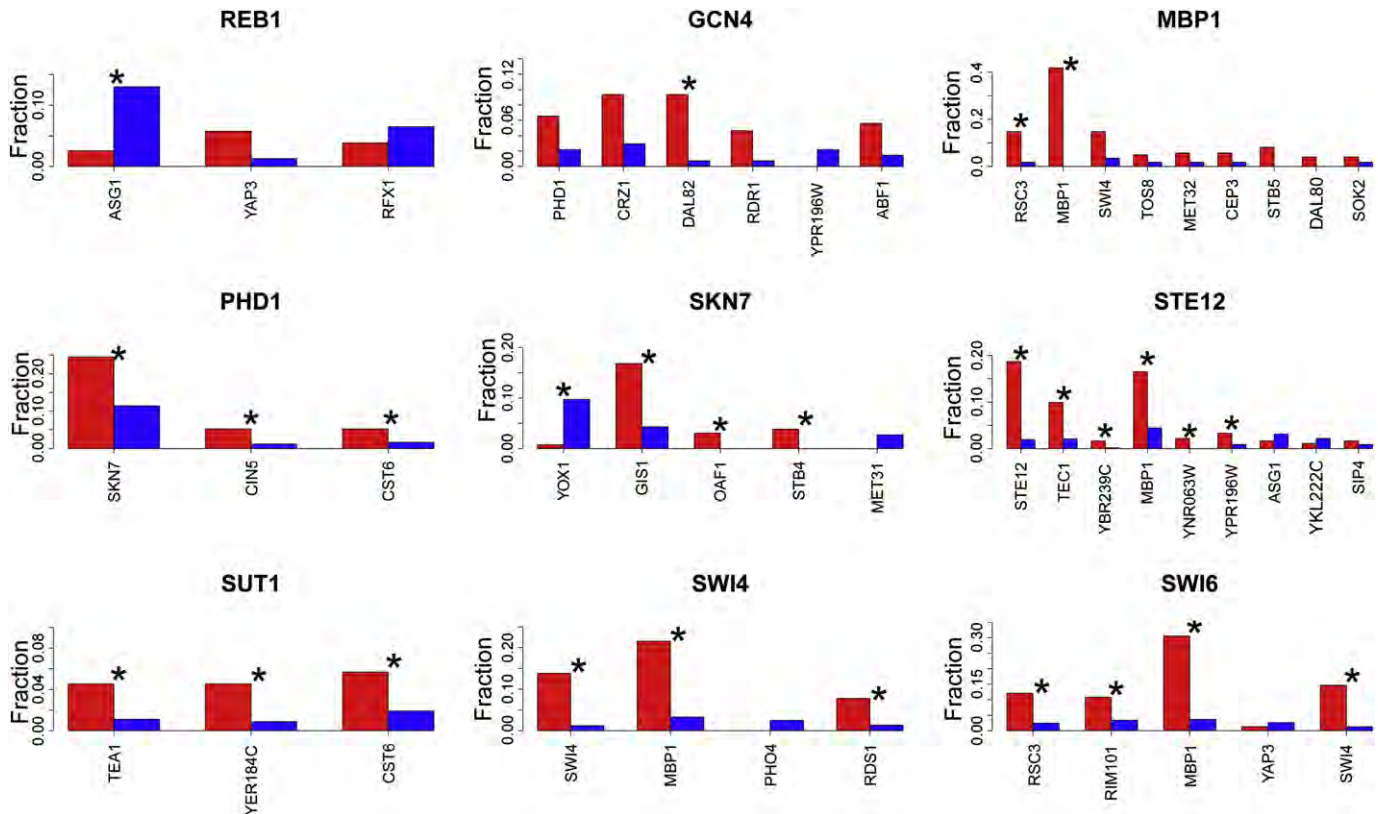 REB1
GCN4
MBP1
Fraction
0.00 0.10
*
ASG1 YAP3 RFX1
Fraction
0.00 0.06 0.12
*
PHD1 CRZ1 DAL82 RDR1 YPR196W ABF1
Fraction
0.0 0.2 0.4
* *
RSC3 MBP1 SWI4 TOS8 MET32 CEP3 STB5 DAL80 SOK2
PHD1
SKN7
STE12
Fraction
0.00 0.10 0.20
* * *
SKN7 CIN5 CST6
Fraction
0.00 0.10 0.20
* * * *
YOX1 GIS1 OAF1 STB4 MET31
Fraction
0.00 0.10 0.20
* * * * * *
STE12 TEC1 YBR239C MBP1 YNR063W YPR196W ASG1 YKL222C SIP4
SUT1
SWI4
SWI6
Fraction
0.00 0.04 0.08
* * *
TEA1 YER184C CST6
Fraction
0.00 0.10 0.20
* * *
SWI4 MBP1 PHO4 RDS1
Fraction
0.00 0.15 0.30
* * * *
RSC3 RIM101 MBP1 YAP3 SWI4